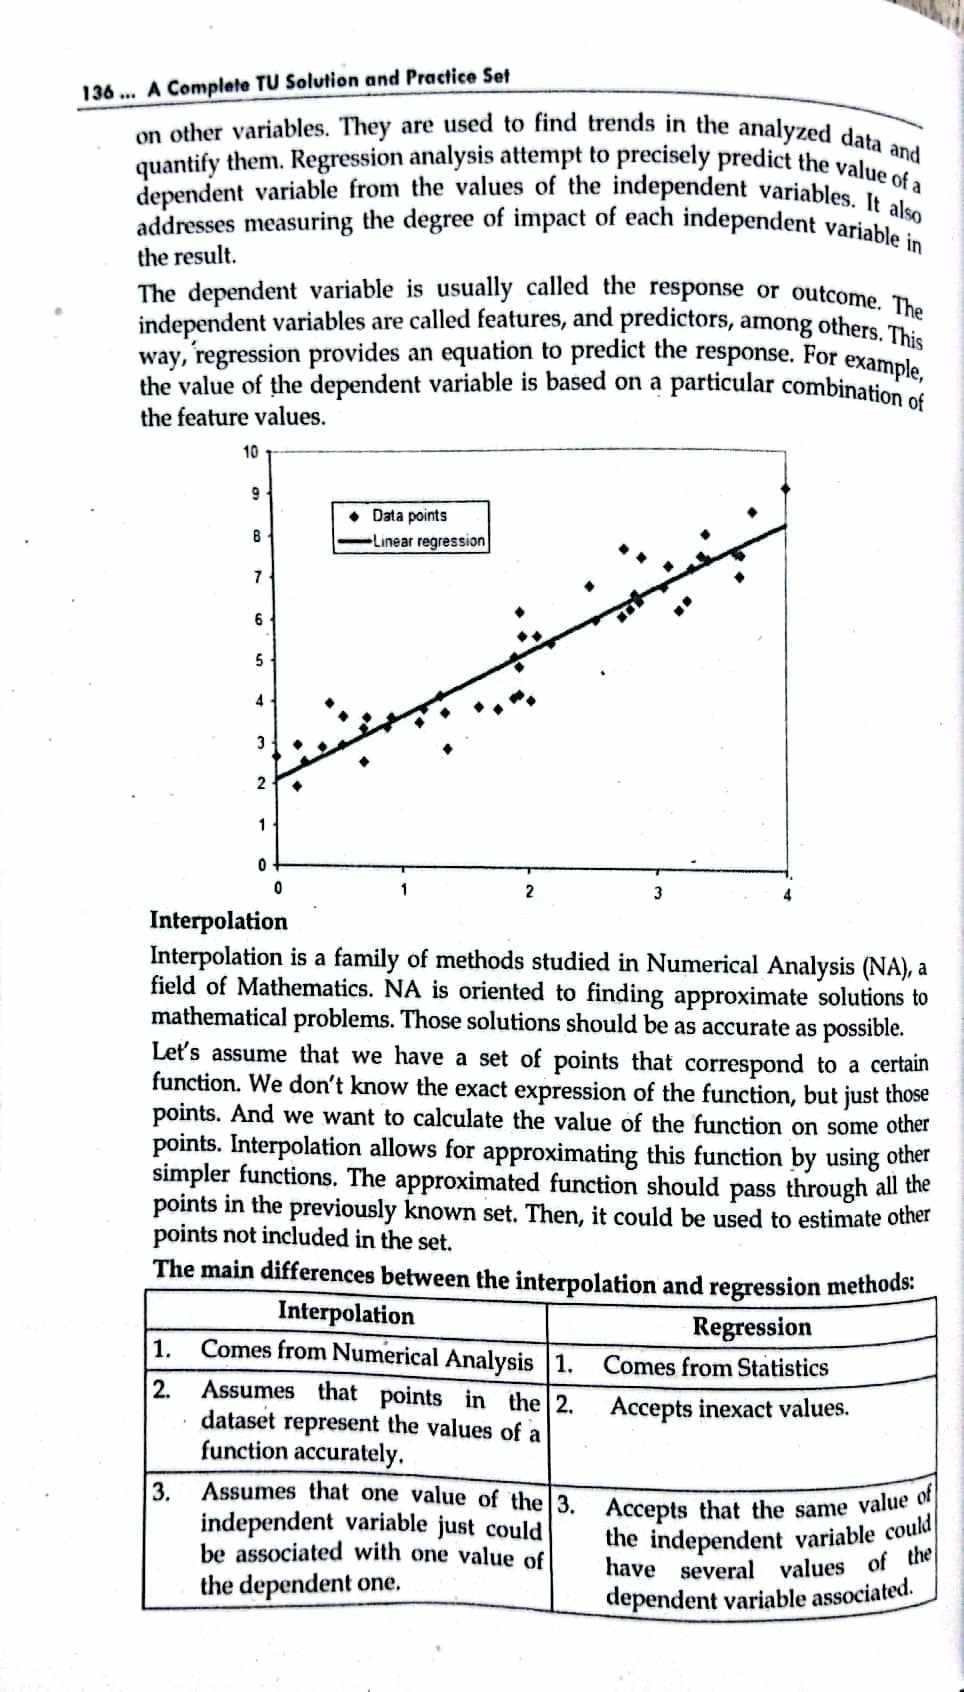 136 ... A Complete TU Solution and Practice Set
on other variables. They are used to find trends in the analyzed data and
quantify them. Regression analysis attempt to precisely predict the value of a
dependent variable from the values of the independent variables. It also
addresses measuring the degree of impact of each independent variable in
the result.
The dependent variable is usually called the response or outcome. The
independent variables are called features, and predictors, among others. This
way, regression provides an equation to predict the response. For example,
the value of the dependent variable is based on a particular combination of
the feature values.
10
9
Data points
8
Linear regression
7
6
5
4
3
2
1
0
0 1 2 3 4
Interpolation
Interpolation is a family of methods studied in Numerical Analysis (NA), a
field of Mathematics. NA is oriented to finding approximate solutions to
mathematical problems. Those solutions should be as accurate as possible.
Let's assume that we have a set of points that correspond to a certain
function. We don't know the exact expression of the function, but just those
points. And we want to calculate the value of the function on some other
points. Interpolation allows for approximating this function by using other
simpler functions. The approximated function should pass through all the
points in the previously known set. Then, it could be used to estimate other
points not included in the set.
The main differences between the interpolation and regression methods:
Interpolation
Regression
1. Comes from Numerical Analysis
1. Comes from Statistics
2. Assumes that points in the
dataset represent the values of a
function accurately.
2. Accepts inexact values.
3. Assumes that one value of the
independent variable just could
be associated with one value of
the dependent one.
3. Accepts that the same value of
the independent variable could
have several values of the
dependent variable associated.